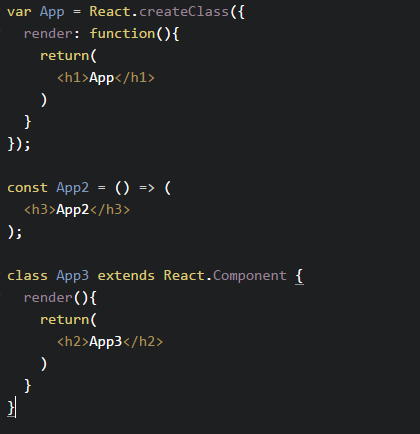 var App = React.createClass({
  render: function(){
    return(
      <h1>App</h1>
    )
  }
});

const App2 = () => (
  <h3>App2</h3>
);

class App3 extends React.Component {
  render(){
    return(
      <h2>App3</h2>
    )
  }
}